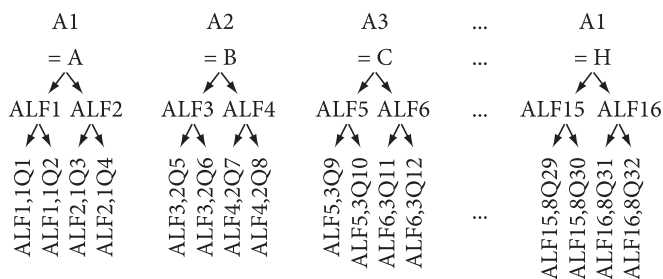 A1 A2 A3 ... A1
= A = B = C ... = H
ALF1 ALF2 ALF3 ALF4 ALF5 ALF6 ... ALF15 ALF16
ALF1,1Q1 ALF1,1Q2 ALF2,1Q3 ALF2,1Q4 ALF3,2Q5 ALF3,2Q6 ALF4,2Q7 ALF4,2Q8 ALF5,3Q9 ALF5,3Q10 ALF6,3Q11 ALF6,3Q12 ... ALF15,8Q29 ALF15,8Q30 ALF16,8Q31 ALF16,8Q32